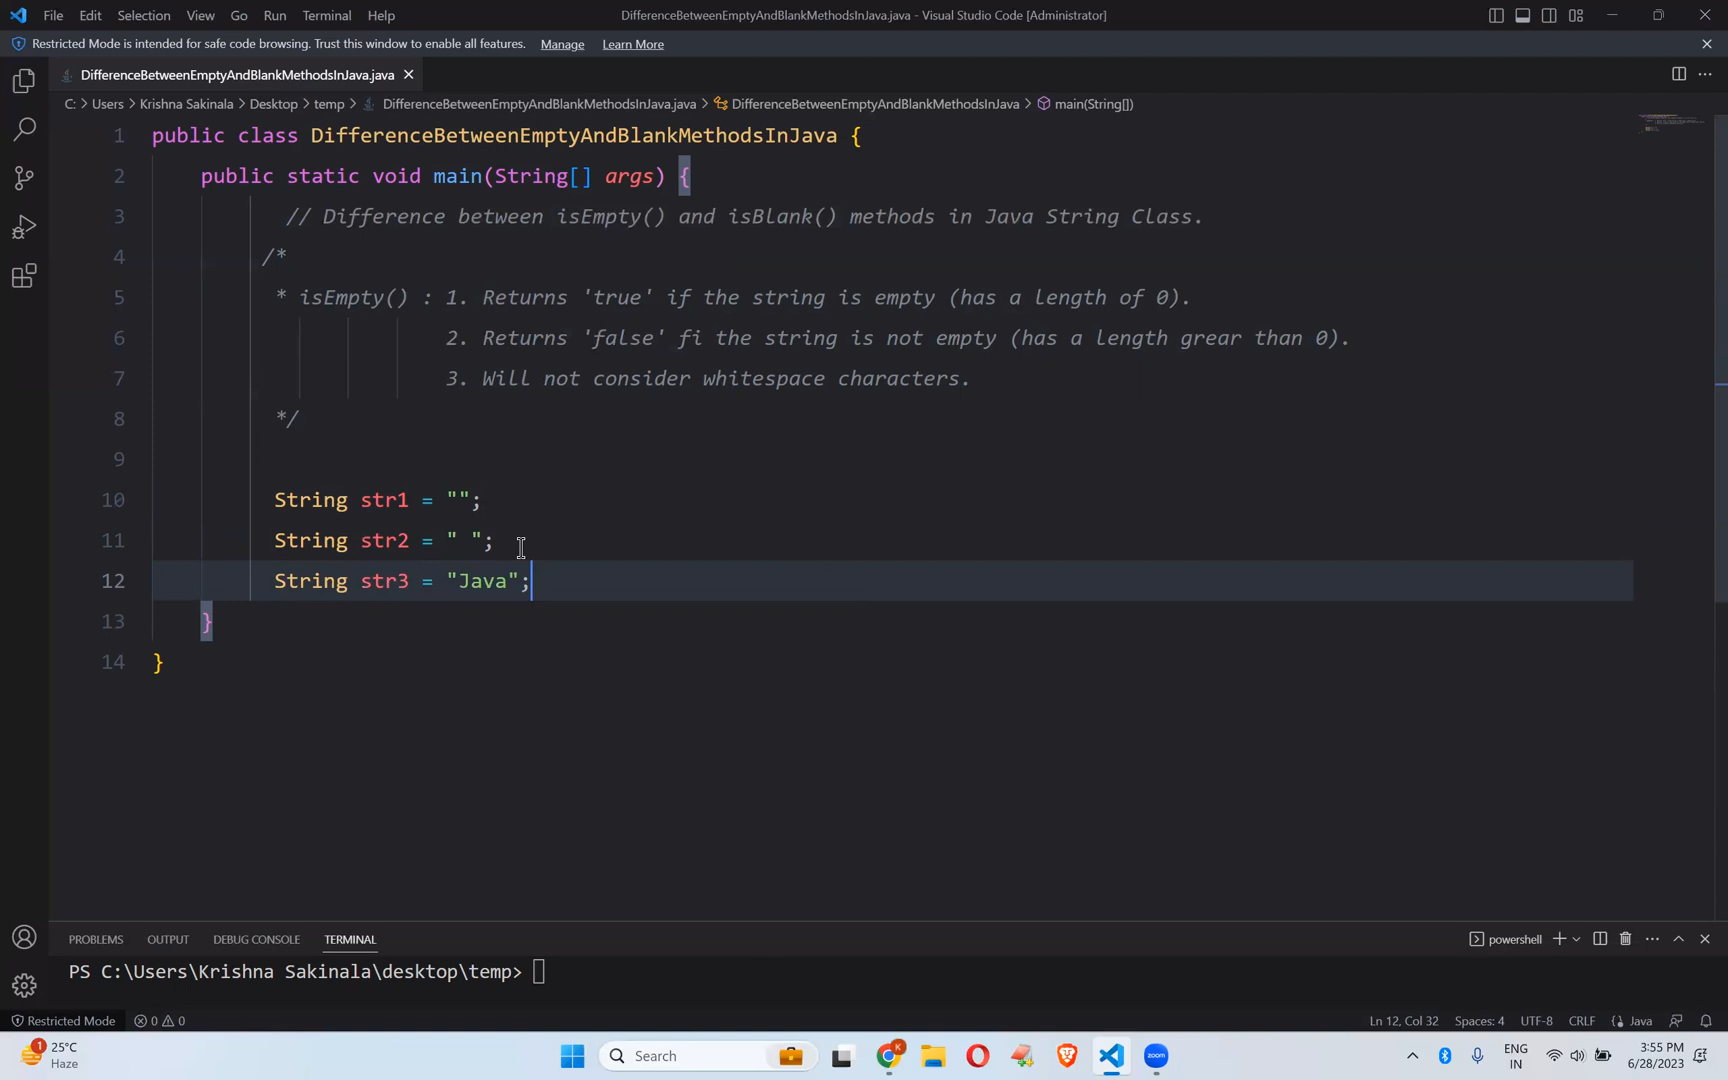 File Edit Selection View Go Run Terminal Help DifferenceBetweenEmptyAndBlankMethodsInJava.java - Visual Studio Code [Administrator]
Restricted Mode is intended for safe code browsing. Trust this window to enable all features. Manage Learn More
DifferenceBetweenEmptyAndBlankMethodsInJava.java
C: > Users > Krishna Sakinala > Desktop > temp > DifferenceBetweenEmptyAndBlankMethodsInJava.java > DifferenceBetweenEmptyAndBlankMethodsInJava > main(String[])
1 public class DifferenceBetweenEmptyAndBlankMethodsInJava {
2 public static void main(String[] args) {
3 // Difference between isEmpty() and isBlank() methods in Java String Class.
4 /*
5 * isEmpty() : 1. Returns 'true' if the string is empty (has a length of 0).
6 2. Returns 'false' fi the string is not empty (has a length grear than 0).
7 3. Will not consider whitespace characters.
8 */
9
10 String str1 = "";
11 String str2 = " ";
12 String str3 = "Java";
13 }
14 }
PROBLEMS OUTPUT DEBUG CONSOLE TERMINAL powershell
PS C:\Users\Krishna Sakinala\desktop\temp>
Restricted Mode 0 0 Ln 12, Col 32 Spaces: 4 UTF-8 CRLF {} Java
1 25°C
Haze
Search
K
zoom
ENG
IN
3:55 PM
6/28/2023